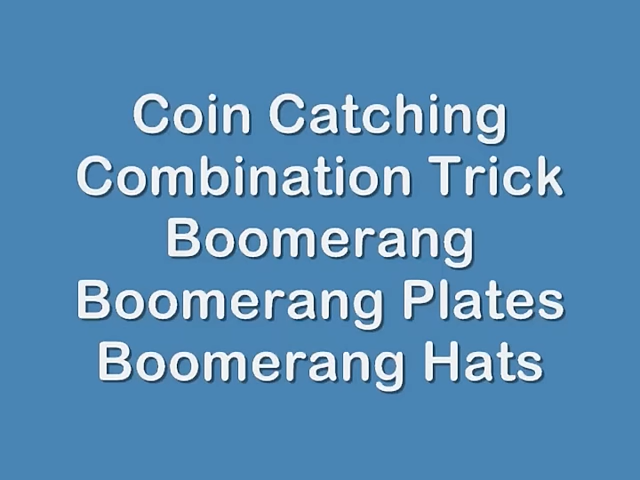 Coin Catching
Combination Trick
Boomerang
Boomerang Plates
Boomerang Hats